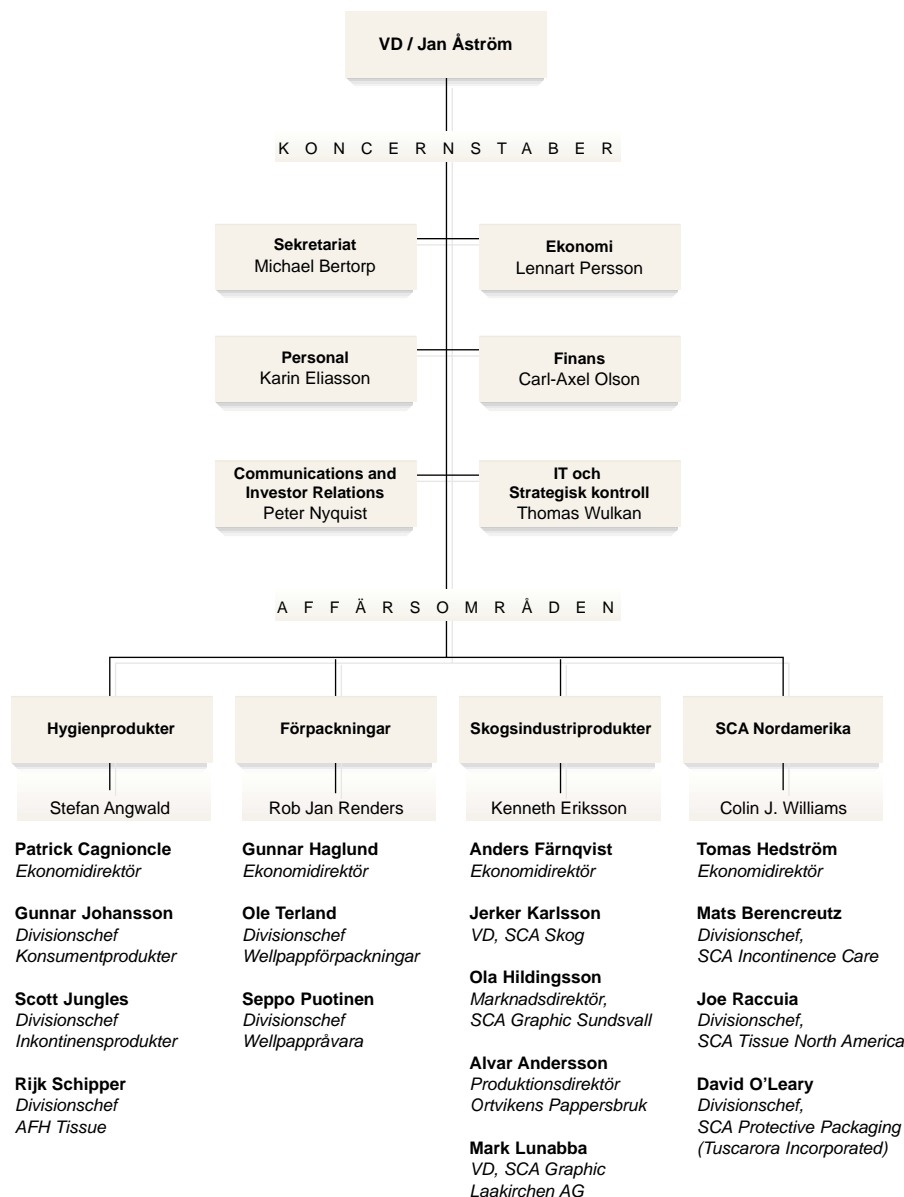 VD / Jan Åström
K O N C E R N S T A B E R
Sekretariat
Michael Bertorp
Ekonomi
Lennart Persson
Personal
Karin Eliasson
Finans
Carl-Axel Olson
Communications and
Investor Relations
Peter Nyquist
IT och
Strategisk kontroll
Thomas Wulkan
A F F Ä R S O M R Å D E N
Hygienprodukter
Stefan Angwald
Patrick Cagnioncle
Ekonomidirektör
Gunnar Johansson
Divisionschef
Konsumentprodukter
Scott Jungles
Divisionschef
Inkontinensprodukter
Rijk Schipper
Divisionschef
AFH Tissue
Förpackningar
Rob Jan Renders
Gunnar Haglund
Ekonomidirektör
Ole Terland
Divisionschef
Wellpappförpackningar
Seppo Puotinen
Divisionschef
Wellpappråvara
Skogsindustriprodukter
Kenneth Eriksson
Anders Färnqvist
Ekonomidirektör
Jerker Karlsson
VD, SCA Skog
Ola Hildingsson
Marknadsdirektör,
SCA Graphic Sundsvall
Alvar Andersson
Produktionsdirektör
Ortvikens Pappersbruk
Mark Lunabba
VD, SCA Graphic
Laakirchen AG
SCA Nordamerika
Colin J. Williams
Tomas Hedström
Ekonomidirektör
Mats Berencreutz
Divisionschef,
SCA Incontinence Care
Joe Raccuia
Divisionschef,
SCA Tissue North America
David O’Leary
Divisionschef,
SCA Protective Packaging
(Tuscarora Incorporated)